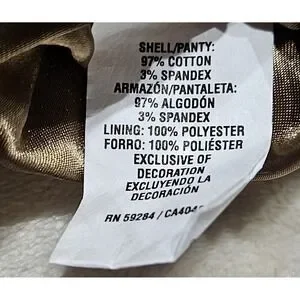 SHELL/PANTY:
97% COTTON
3% SPANDEX
ARMAZÓN/PANTALETA:
97% ALGODÓN
3% SPANDEX
LINING: 100% POLYESTER
FORRO: 100% POLIÉSTER
EXCLUSIVE OF
DECORATION
EXCLUYENDO LA
DECORACIÓN
RN 59284 /